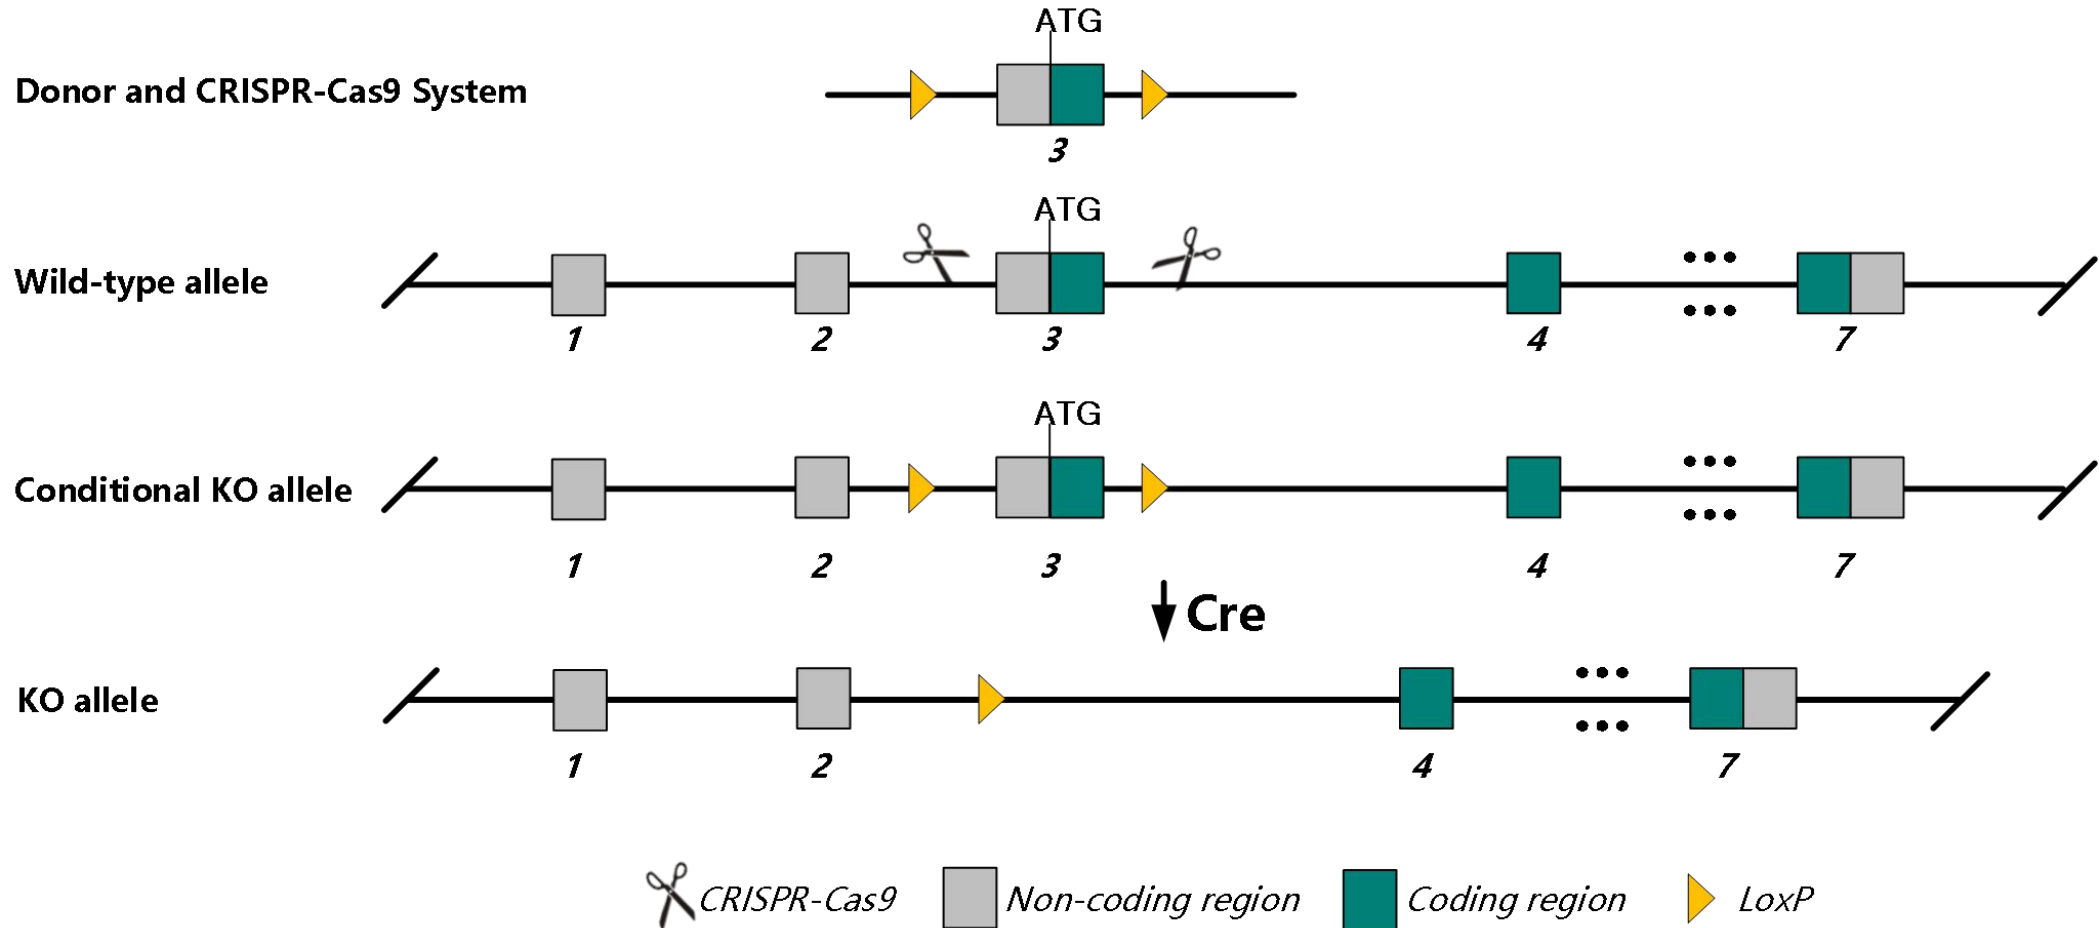 ATG
Donor and CRISPR-Cas9 System
3
ATG
Wild-type allele
1 2 3 4 7
ATG
Conditional KO allele
1 2 3 4 7
Cre
KO allele
1 2 4 7
CRISPR-Cas9 Non-coding region Coding region LoxP